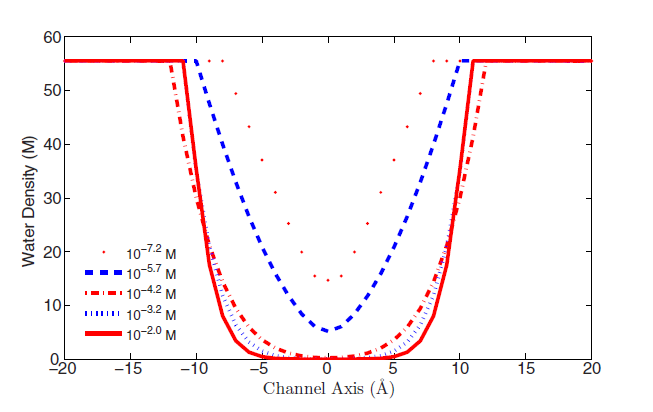 60
50
40
30
20
10
0
Water Density (M)
10^−7.2 M
10^−5.7 M
10^−4.2 M
10^−3.2 M
10^−2.0 M
−20 −15 −10 −5 0 5 10 15 20
Channel Axis (Å)